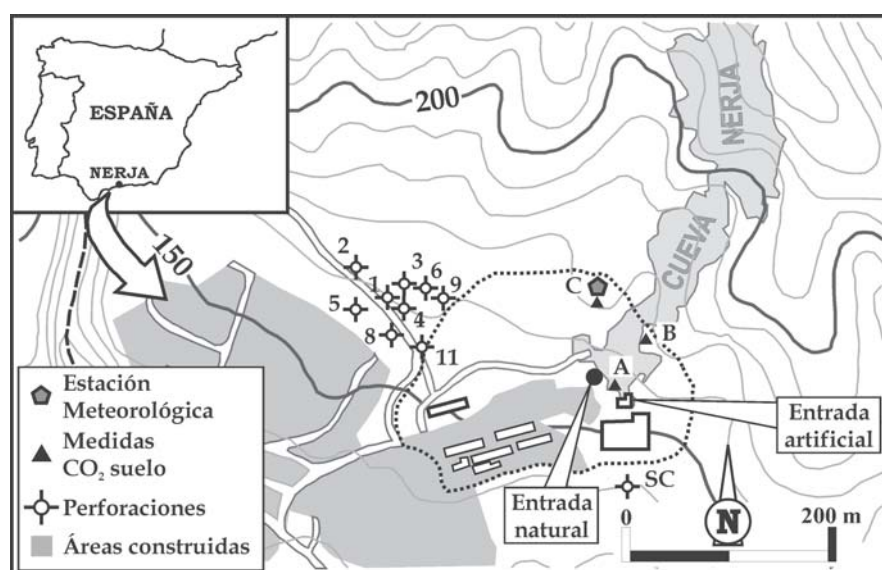 ESPAÑA
NERJA
200
150
NERJA
CUEVA
2
3
6
1
9
5
4
8
11
C
B
A
SC
Estación
Meteorológica
Medidas
CO₂ suelo
Perforaciones
Áreas construidas
Entrada
artificial
Entrada
natural
0
200 m
N